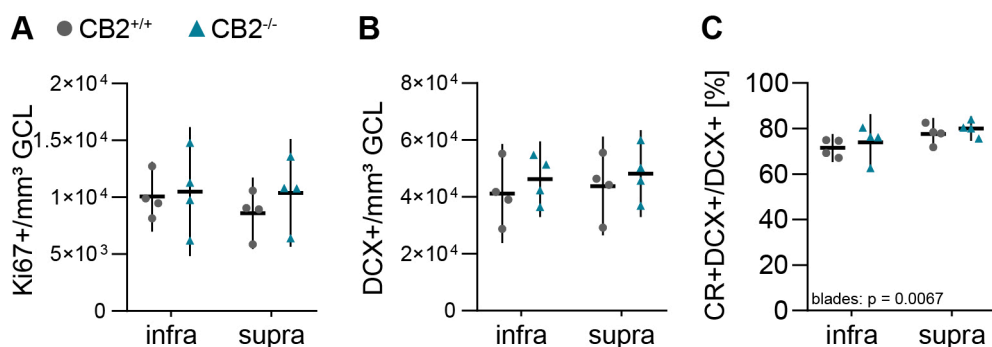 A CB2+/+ CB2-/-
Ki67+/mm³ GCL
2×10⁴
1.5×10⁴
1×10⁴
5×10³
0
infra supra
B
DCX+/mm³ GCL
8×10⁴
6×10⁴
4×10⁴
2×10⁴
0
infra supra
C
CR+DCX+/DCX+ [%]
100
80
60
40
20
0
blades: p = 0.0067
infra supra